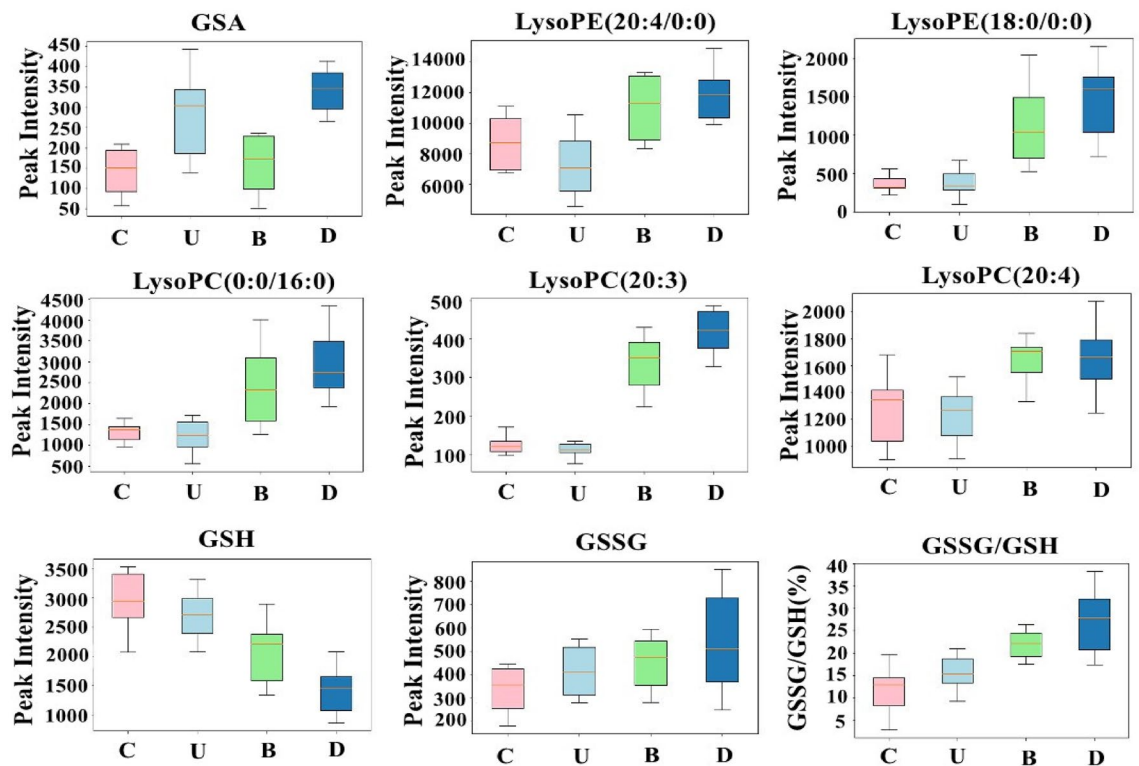 GSA
Peak Intensity
450
400
350
300
250
200
150
100
50
C U B D
LysoPE(20:4/0:0)
Peak Intensity
14000
12000
10000
8000
6000
C U B D
LysoPE(18:0/0:0)
Peak Intensity
2000
1500
1000
500
0
C U B D
LysoPC(0:0/16:0)
Peak Intensity
4500
4000
3500
3000
2500
2000
1500
1000
500
C U B D
LysoPC(20:3)
Peak Intensity
500
400
300
200
100
C U B D
LysoPC(20:4)
Peak Intensity
2000
1800
1600
1400
1200
1000
C U B D
GSH
Peak Intensity
3500
3000
2500
2000
1500
1000
C U B D
GSSG
Peak Intensity
800
700
600
500
400
300
200
C U B D
GSSG/GSH
GSSG/GSH(%)
40
35
30
25
20
15
10
5
C U B D